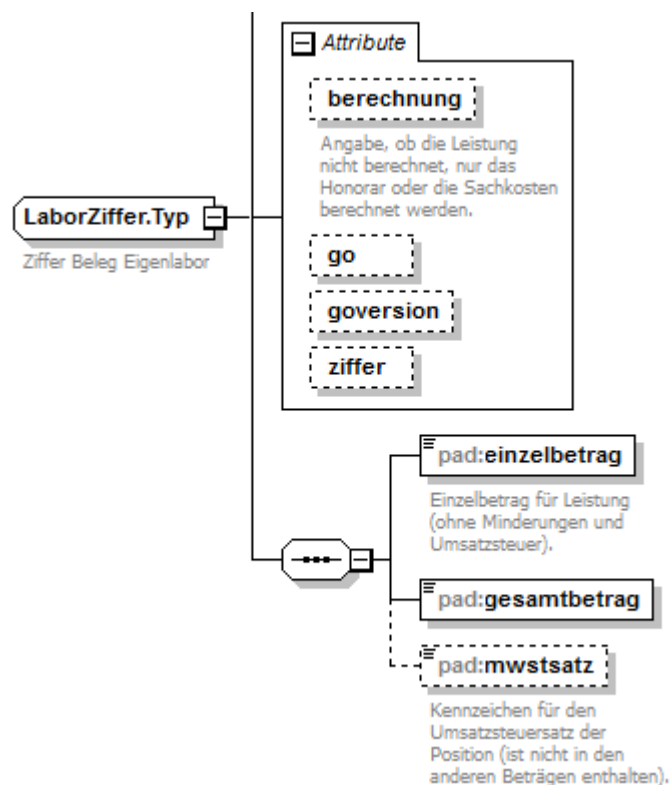 Attribute
berechnung
Angabe, ob die Leistung
nicht berechnet, nur das
Honorar oder die Sachkosten
berechnet werden.
LaborZiffer.Typ
Ziffer Beleg Eigenlabor
go
goversion
ziffer
pad:einzelbetrag
Einzelbetrag für Leistung
(ohne Minderungen und
Umsatzsteuer).
pad:gesamtbetrag
pad:mwstsatz
Kennzeichen für den
Umsatzsteuersatz der
Position (ist nicht in den
anderen Beträgen enthalten).